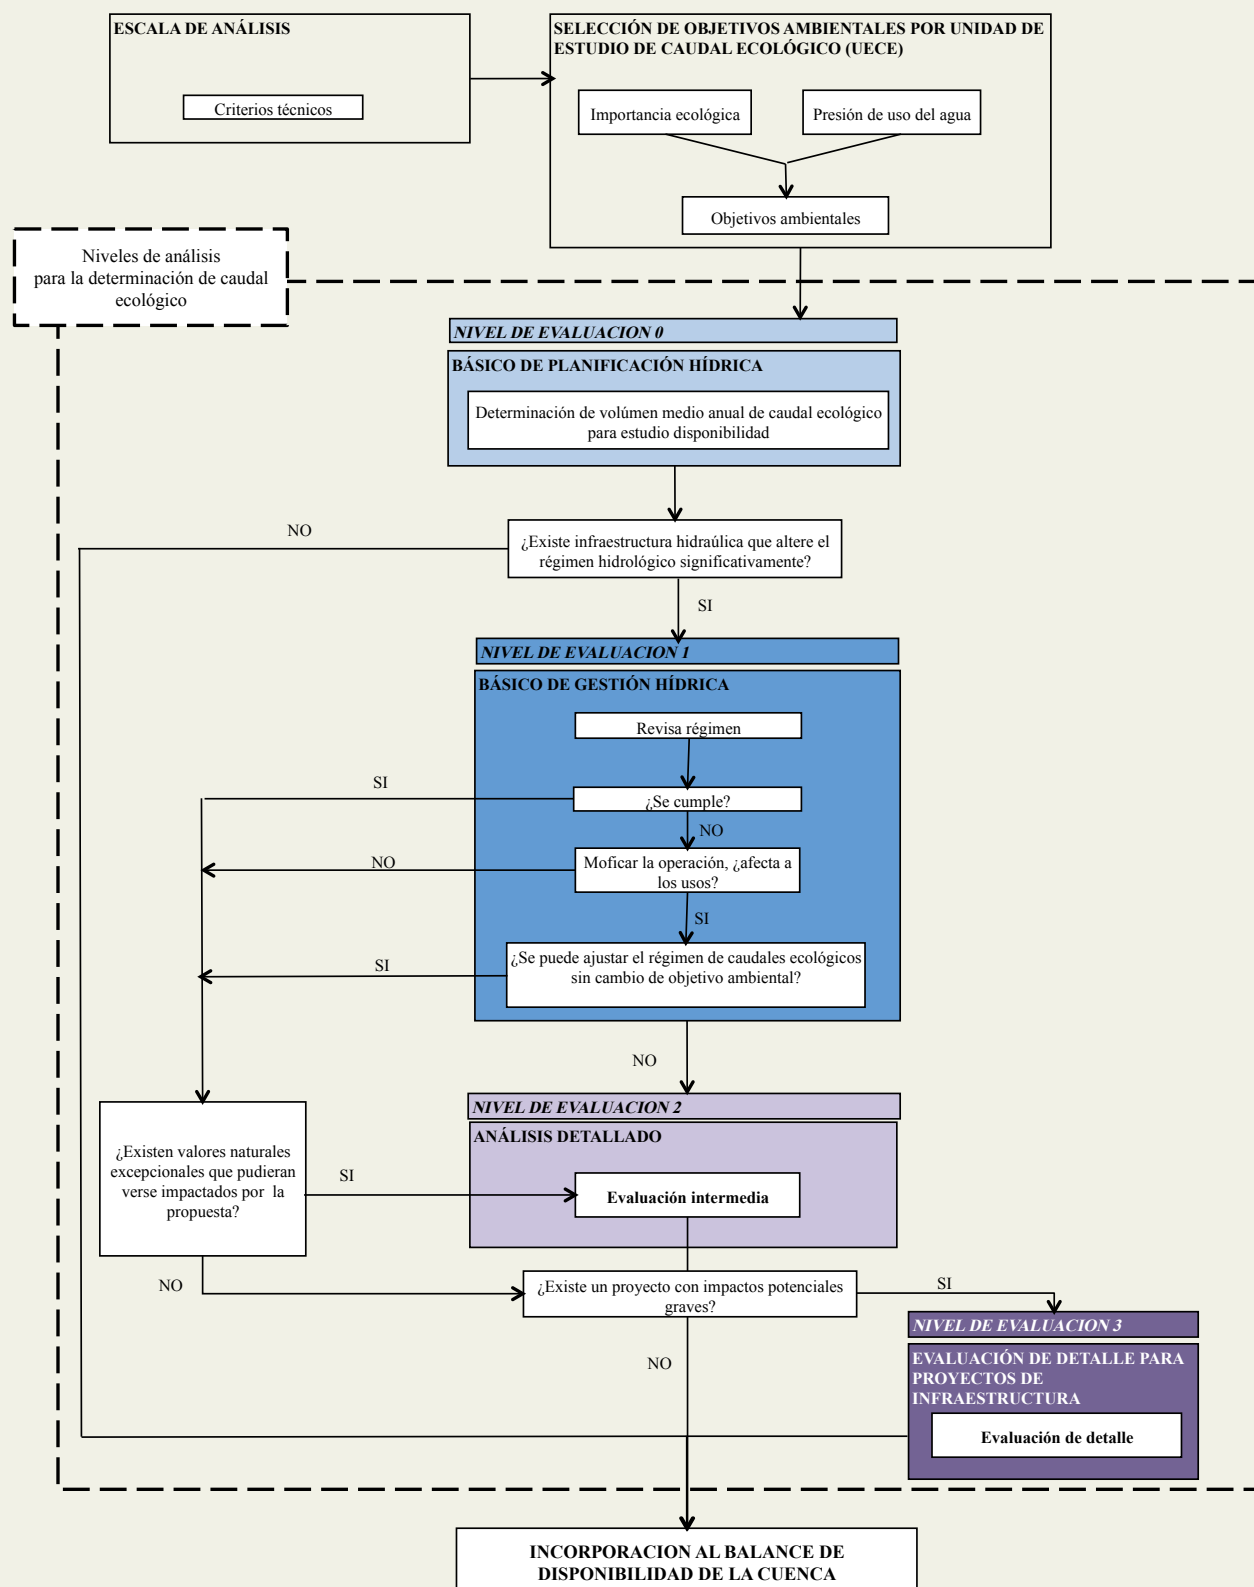 ESCALA DE ANÁLISIS
Criterios técnicos
SELECCIÓN DE OBJETIVOS AMBIENTALES POR UNIDAD DE
ESTUDIO DE CAUDAL ECOLÓGICO (UECE)
Importancia ecológica
Presión de uso del agua
Objetivos ambientales
Niveles de análisis
para la determinación de caudal
ecológico
NIVEL DE EVALUACION 0
BÁSICO DE PLANIFICACIÓN HÍDRICA
Determinación de volúmen medio anual de caudal ecológico
para estudio disponibilidad
NO
¿Existe infraestructura hidraúlica que altere el
régimen hidrológico significativamente?
SI
NIVEL DE EVALUACION 1
BÁSICO DE GESTIÓN HÍDRICA
Revisa régimen
SI
¿Se cumple?
NO
NO
Moficar la operación, ¿afecta a
los usos?
SI
SI
¿Se puede ajustar el régimen de caudales ecológicos
sin cambio de objetivo ambiental?
NO
NIVEL DE EVALUACION 2
ANÁLISIS DETALLADO
¿Existen valores naturales
excepcionales que pudieran
verse impactados por la
propuesta?
SI
Evaluación intermedia
NO
¿Existe un proyecto con impactos potenciales
graves?
SI
NO
NIVEL DE EVALUACION 3
EVALUACIÓN DE DETALLE PARA
PROYECTOS DE
INFRAESTRUCTURA
Evaluación de detalle
INCORPORACION AL BALANCE DE
DISPONIBILIDAD DE LA CUENCA